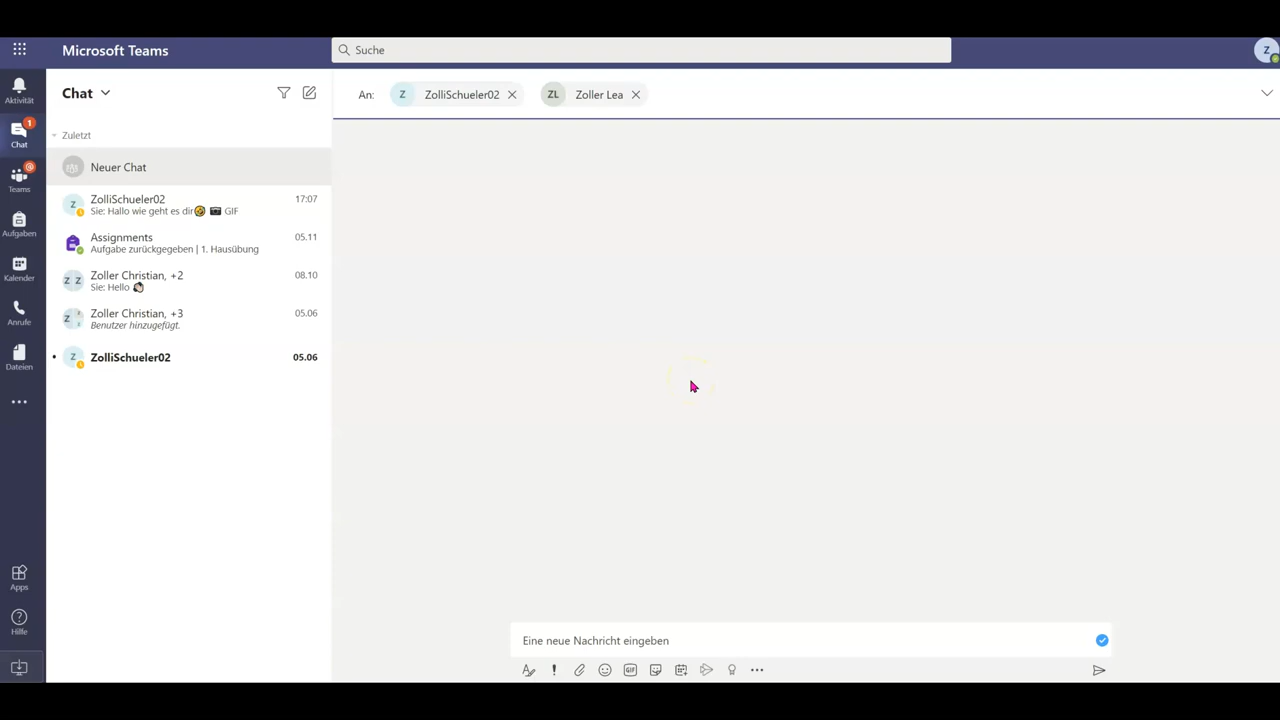 Microsoft Teams
Suche
Z
Aktivität
Chat
1
Teams
@
Aufgaben
Kalender
Anrufe
Dateien
Apps
Hilfe
Chat
Zuletzt
Neuer Chat
Z
ZolliSchueler02
17:07
Sie: Hallo wie geht es dir🤣 📷 GIF
Assignments
05.11
Aufgabe zurückgegeben | 1. Hausübung
Z Z
Zoller Christian, +2
08.10
Sie: Hello
Z
Zoller Christian, +3
05.06
Benutzer hinzugefügt.
Z
ZolliSchueler02
05.06
An:
Z
ZolliSchueler02
ZL
Zoller Lea
Eine neue Nachricht eingeben
GIF